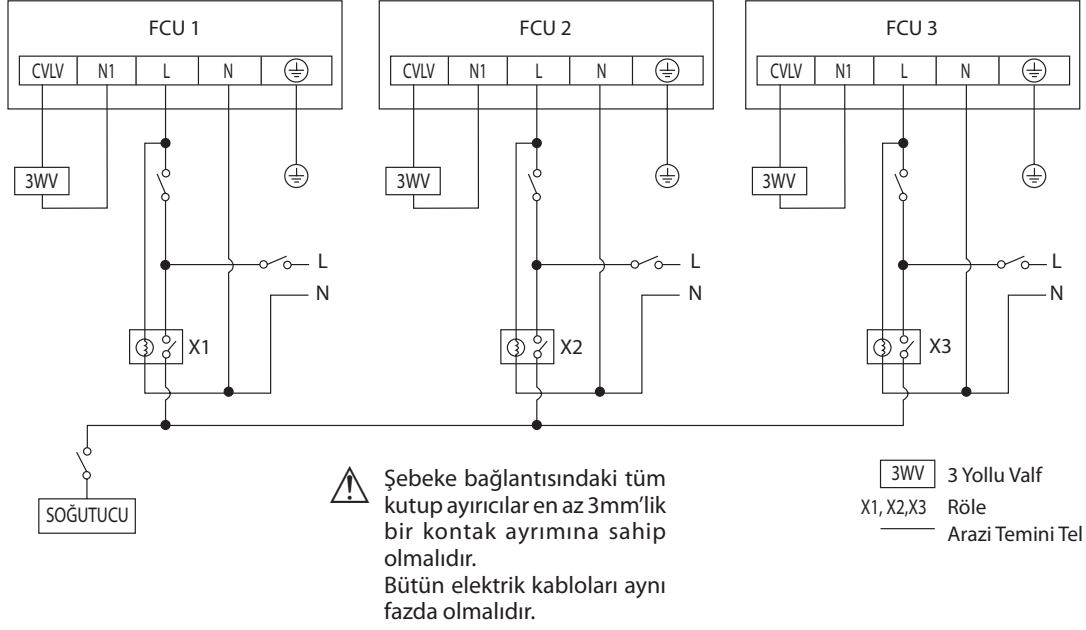 FCU 1
FCU 2
FCU 3
CVLV N1 L N
CVLV N1 L N
CVLV N1 L N
3WV
3WV
3WV
L
N
L
N
L
N
X1
X2
X3
SOĞUTUCU
Şebeke bağlantısındaki tüm
kutup ayırıcılar en az 3mm'lik
bir kontak ayrımına sahip
olmalıdır.
Bütün elektrik kabloları aynı
fazda olmalıdır.
3WV 3 Yollu Valf
X1, X2,X3 Röle
Arazi Temini Tel